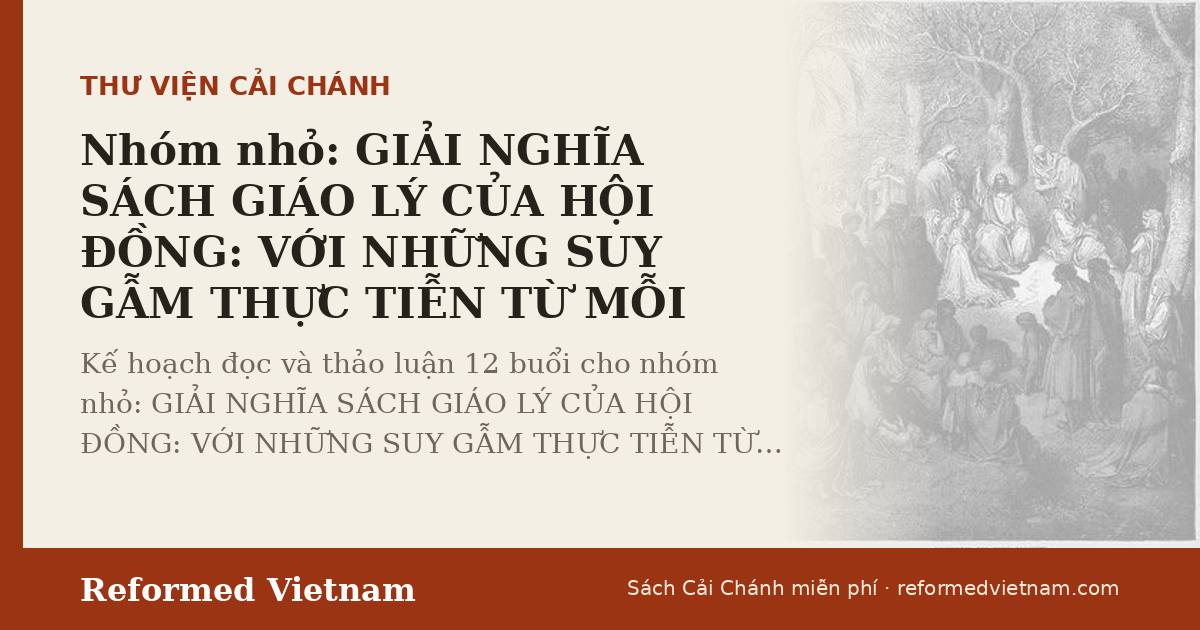 THƯ VIỆN CẢI CHÁNH
Nhóm nhỏ: GIẢI NGHĨA
SÁCH GIÁO LÝ CỦA HỘI
ĐỒNG: VỚI NHỮNG SUY
GẪM THỰC TIỄN TỪ MỖI
Kế hoạch đọc và thảo luận 12 buổi cho nhóm
nhỏ: GIẢI NGHĨA SÁCH GIÁO LÝ CỦA HỘI
ĐỒNG: VỚI NHỮNG SUY GẪM THỰC TIỄN TỪ...
Reformed Vietnam
Sách Cải Chánh miễn phí · reformedvietnam.com